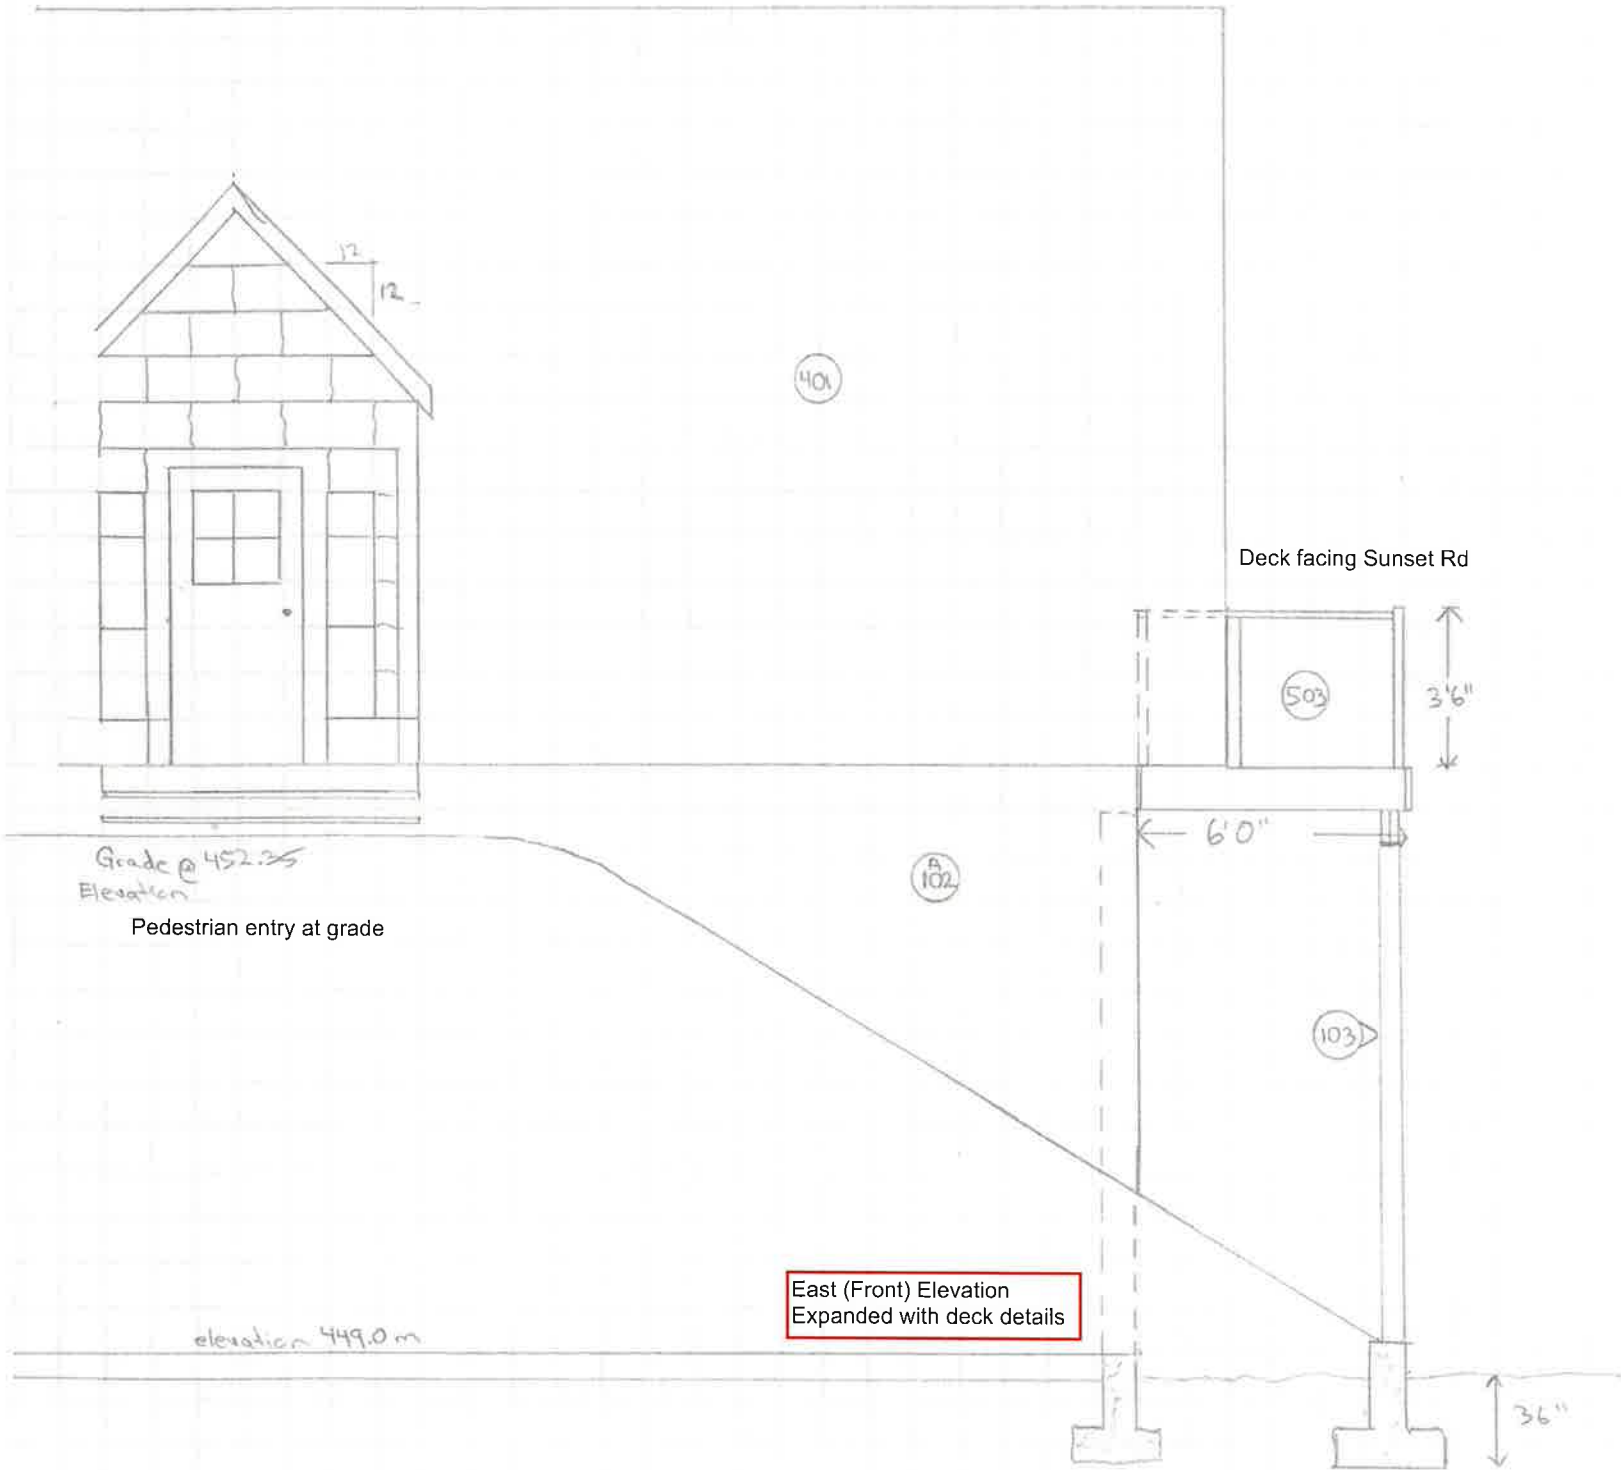 12
12
401
Deck facing Sunset Rd
503
3'6"
6'0"
Grade @ 452.35
Elevation
A
102
Pedestrian entry at grade
103
East (Front) Elevation
Expanded with deck details
elevation 449.0 m
36"